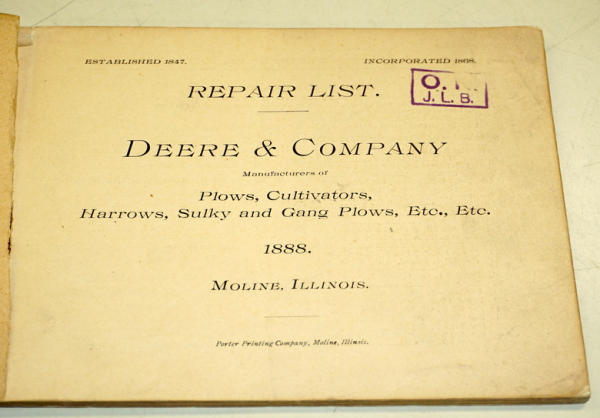 ESTABLISHED 1847. INCORPORATED 1868.
REPAIR LIST.
O.
J. L. B.
DEERE & COMPANY
Manufacturers of
Plows, Cultivators,
Harrows, Sulky and Gang Plows, Etc., Etc.
1888.
MOLINE, ILLINOIS.
Porter Printing Company, Moline, Illinois.